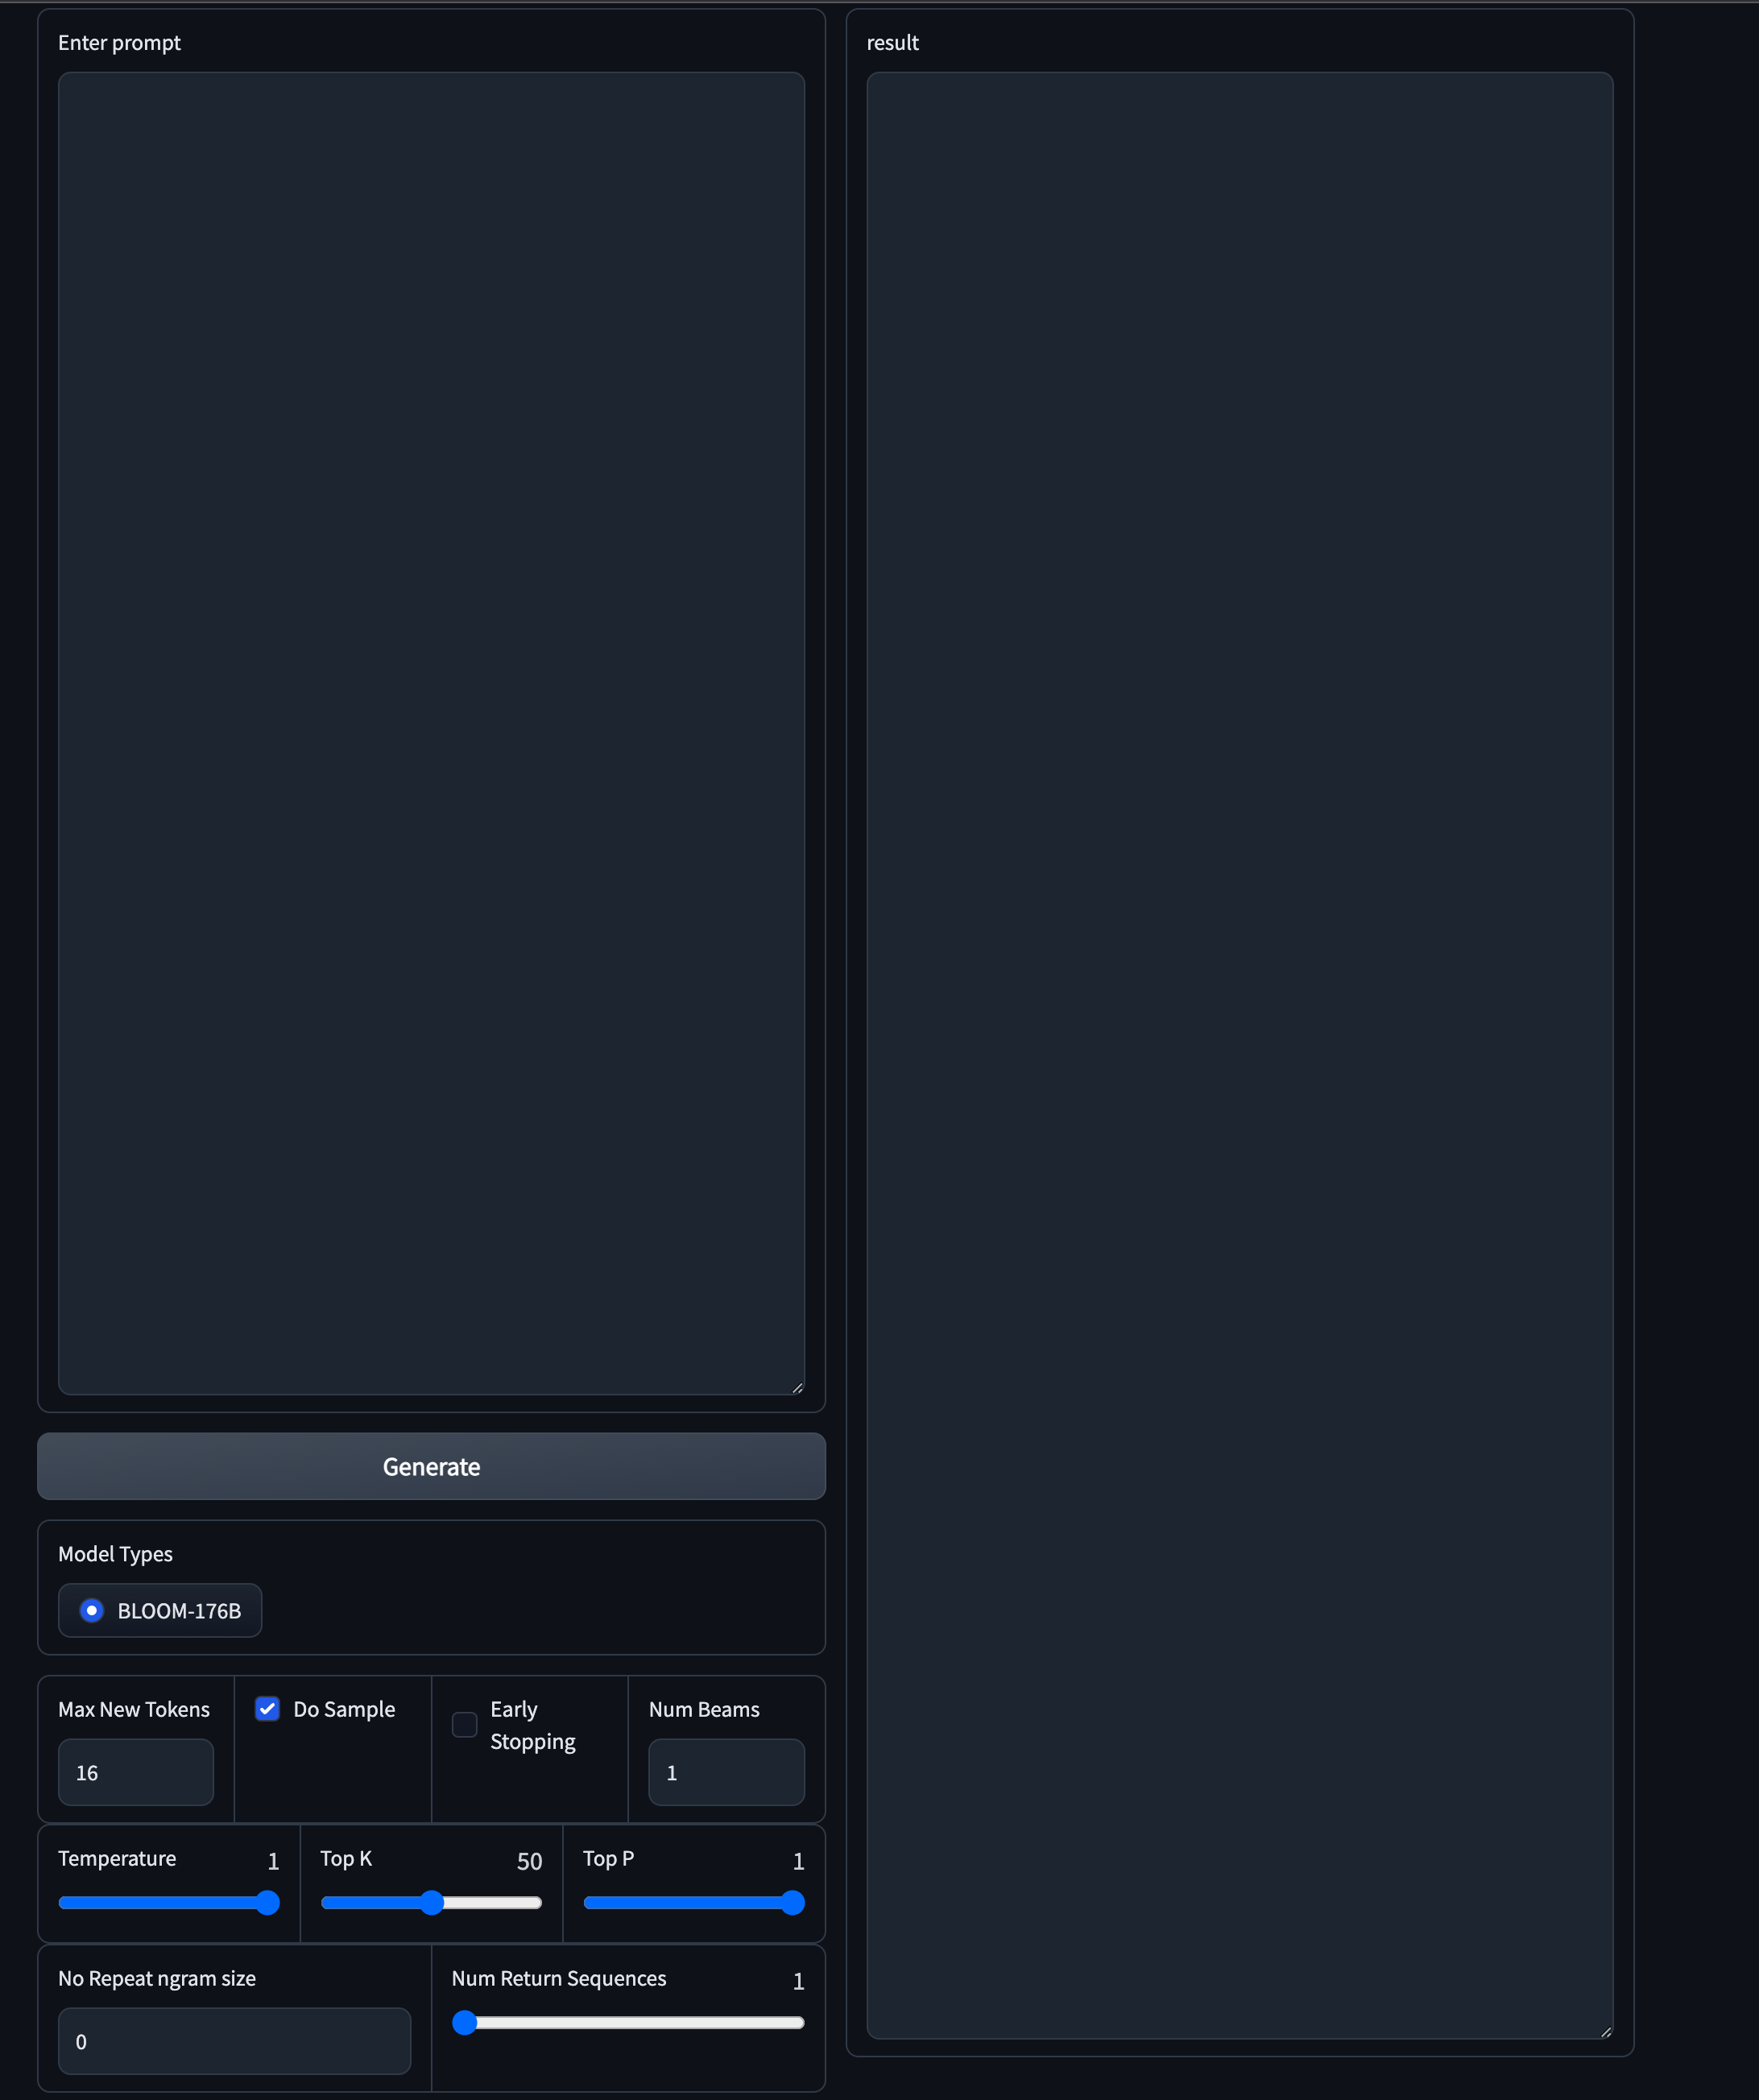 Enter prompt
result
Generate
Model Types
BLOOM-176B
Max New Tokens
16
Do Sample
Early
Stopping
Num Beams
1
Temperature 1
Top K 50
Top P 1
No Repeat ngram size
0
Num Return Sequences 1